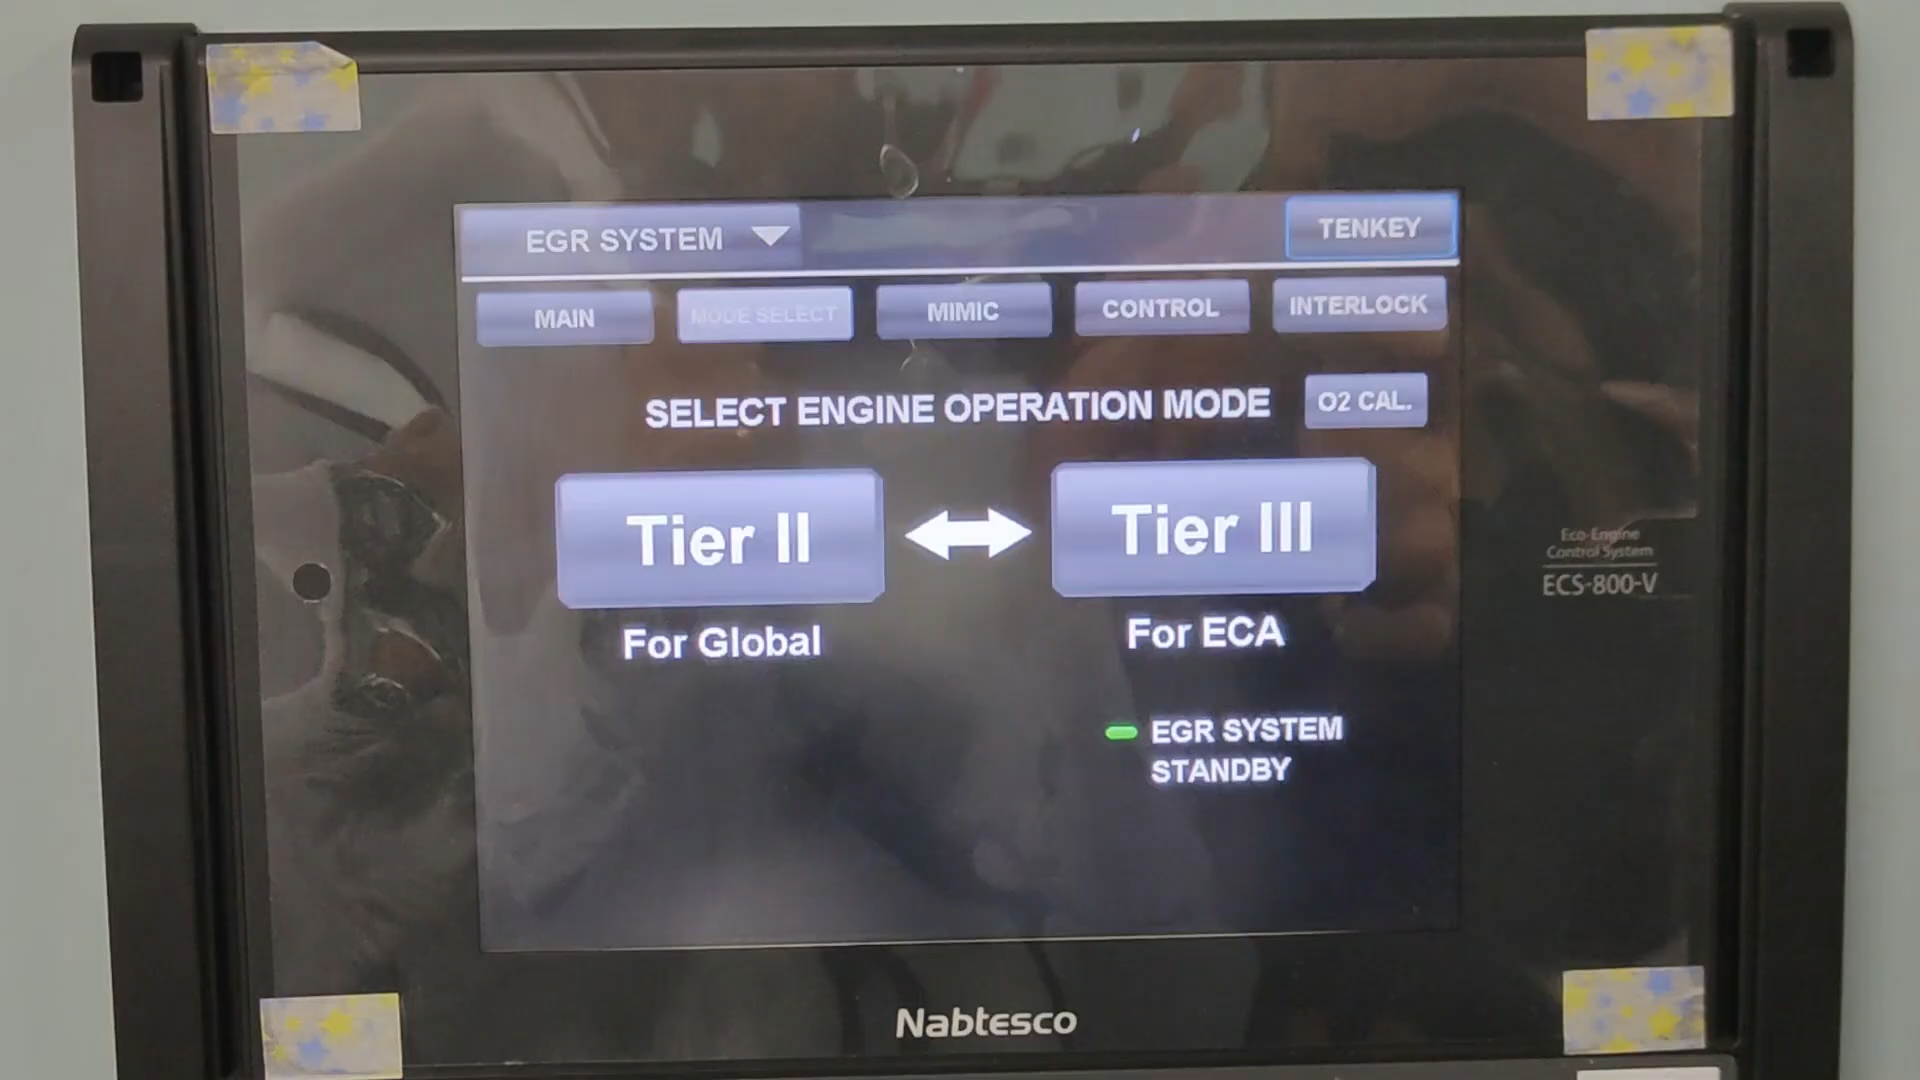 EGR SYSTEM
TENKEY
MAIN
MODE SELECT
MIMIC
CONTROL
INTERLOCK
SELECT ENGINE OPERATION MODE
O2 CAL.
Tier II
Tier III
For Global
For ECA
EGR SYSTEM
STANDBY
Eco-Engine
Control System
ECS-800-V
Nabtesco